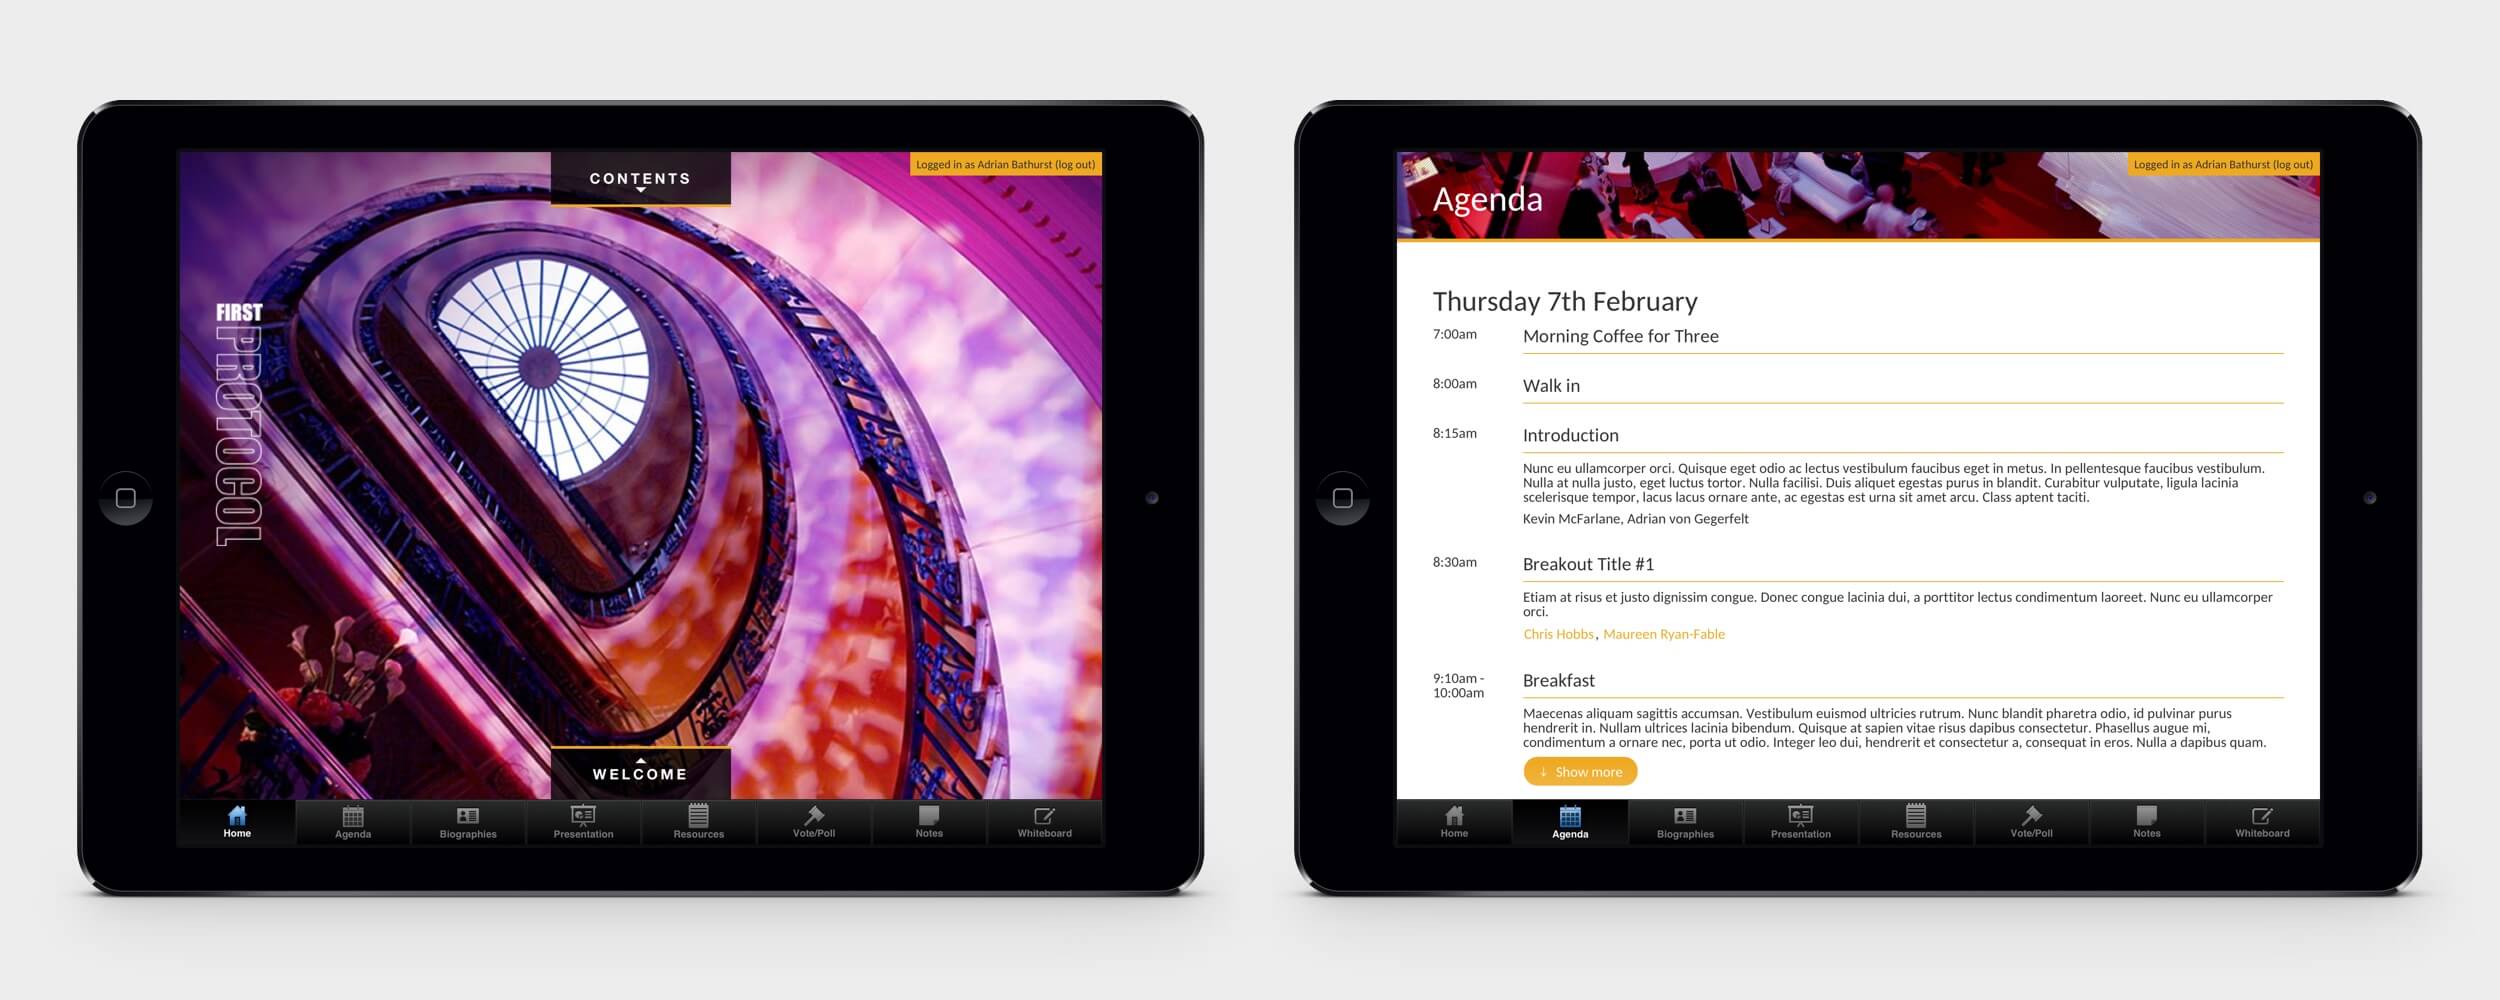 CONTENTS
Logged in as Adrian Bathurst (log out)
FIRST
PROTOCOL
WELCOME
Home
Agenda
Biographies
Presentation
Resources
Vote/Poll
Notes
Whiteboard
Logged in as Adrian Bathurst (log out)
Agenda
Thursday 7th February
7:00am
Morning Coffee for Three
8:00am
Walk in
8:15am
Introduction
Nunc eu ullamcorper orci. Quisque eget odio ac lectus vestibulum faucibus eget in metus. In pellentesque faucibus vestibulum.
Nulla at nulla justo, eget luctus tortor. Nulla facilisi. Duis aliquet egestas purus in blandit. Curabitur vulputate, ligula lacinia
scelerisque tempor, lacus lacus ornare ante, ac egestas est urna sit amet arcu. Class aptent taciti.
Kevin McFarlane, Adrian von Gegerfelt
8:30am
Breakout Title #1
Etiam at risus et justo dignissim congue. Donec congue lacinia dui, a porttitor lectus condimentum laoreet. Nunc eu ullamcorper
orci.
Chris Hobbs, Maureen Ryan-Fable
9:10am -
10:00am
Breakfast
Maecenas aliquam sagittis accumsan. Vestibulum euismod ultricies rutrum. Nunc blandit pharetra odio, id pulvinar purus
hendrerit in. Nullam ultrices lacinia bibendum. Quisque at sapien vitae risus dapibus consectetur. Phasellus augue mi,
condimentum a ornare nec, porta ut odio. Integer leo dui, hendrerit et consectetur a, consequat in eros. Nulla a dapibus quam.
↓ Show more
Home
Agenda
Biographies
Presentation
Resources
Vote/Poll
Notes
Whiteboard